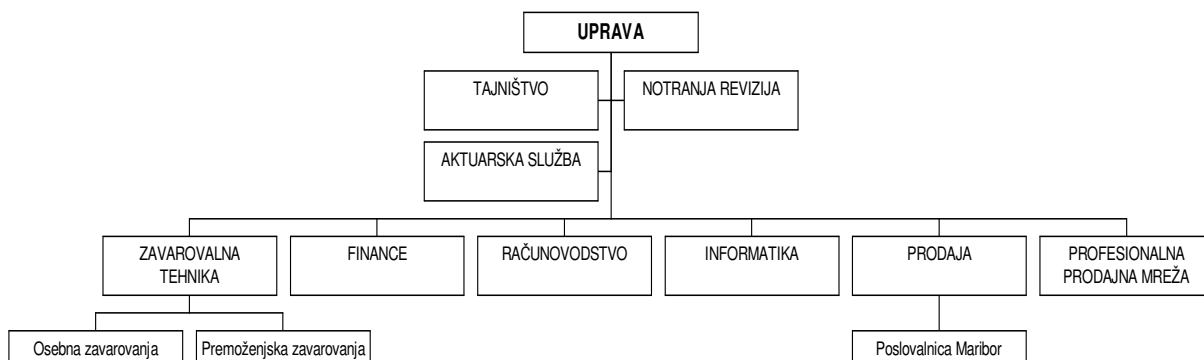 UPRAVA
TAJNIŠTVO
NOTRANJA REVIZIJA
AKTUARSKA SLUŽBA
ZAVAROVALNA
TEHNIKA
FINANCE
RAČUNOVODSTVO
INFORMATIKA
PRODAJA
PROFESIONALNA
PRODAJNA MREŽA
Osebna zavarovanja
Premoženjska zavarovanja
Poslovalnica Maribor